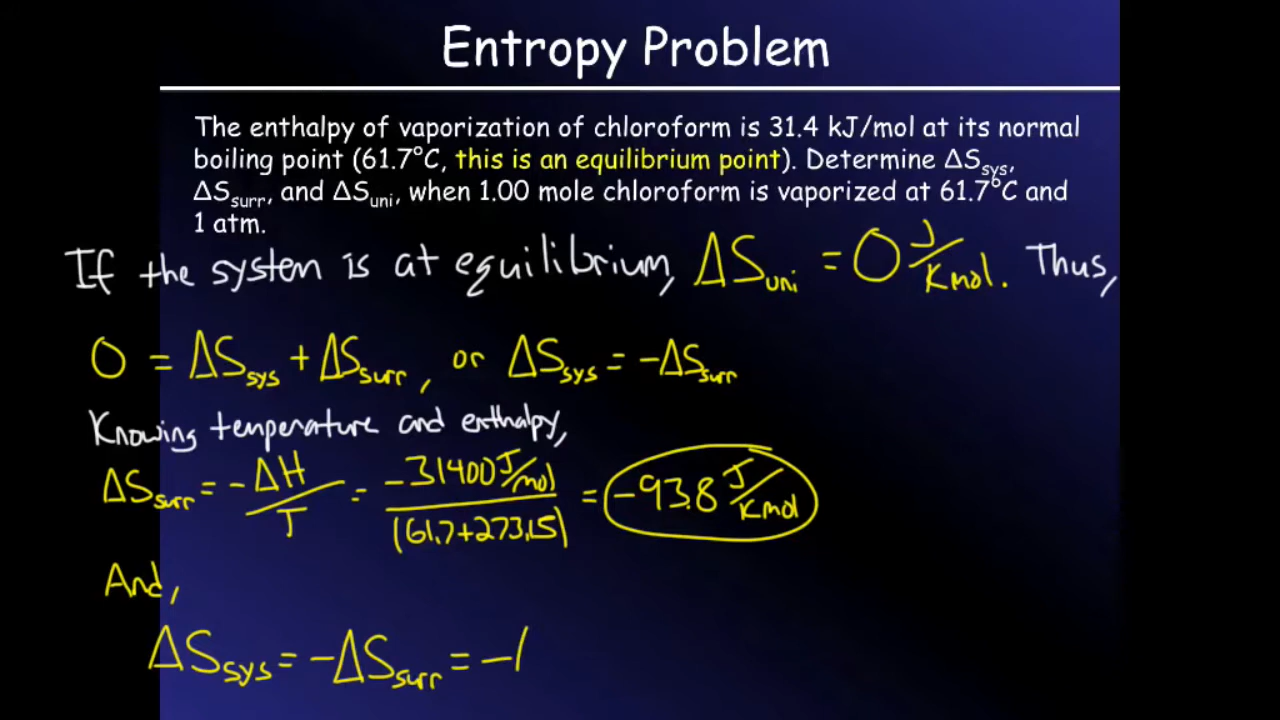 Entropy Problem
The enthalpy of vaporization of chloroform is 31.4 kJ/mol at its normal
boiling point (61.7°C, this is an equilibrium point). Determine ΔSsys,
ΔSsurr, and ΔSuni, when 1.00 mole chloroform is vaporized at 61.7°C and
1 atm.
If the system is at equilibrium, ΔSuni = 0 J/Kmol. Thus,
0 = ΔSsys + ΔSsurr, or ΔSsys = -ΔSsurr
Knowing temperature and enthalpy,
ΔSsurr = -ΔH/T = -31400 J/mol / (61.7+273.15) = -93.8 J/Kmol
And,
ΔSsys = -ΔSsurr = -(